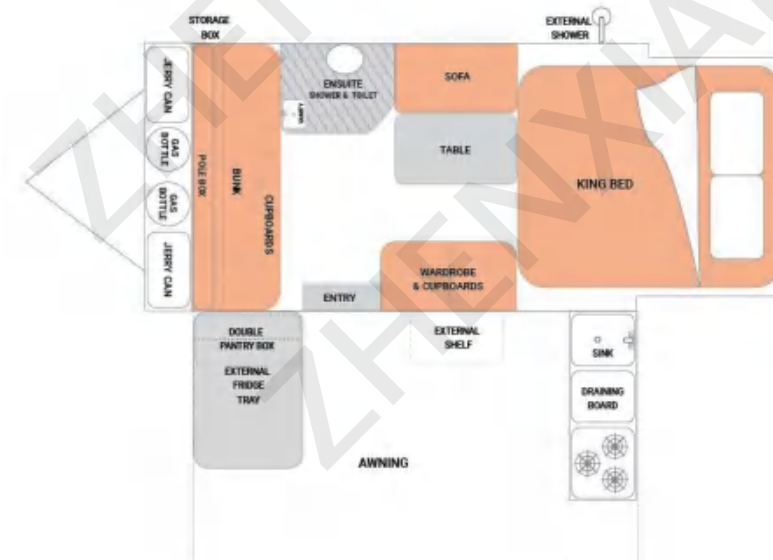 STORAGE
BOX
EXTERNAL
SHOWER
JERRY CAN
GAS
BOTTLE
GAS
BOTTLE
JERRY CAN
POLE BOX
BUNK
CUPBOARDS
ENSUITE
SHOWER & TOILET
VANITY
SOFA
TABLE
KING BED
WARDROBE
& CUPBOARDS
ENTRY
DOUBLE
PANTRY BOX
EXTERNAL
FRIDGE
TRAY
EXTERNAL
SHELF
SINK
DRAINING
BOARD
AWNING